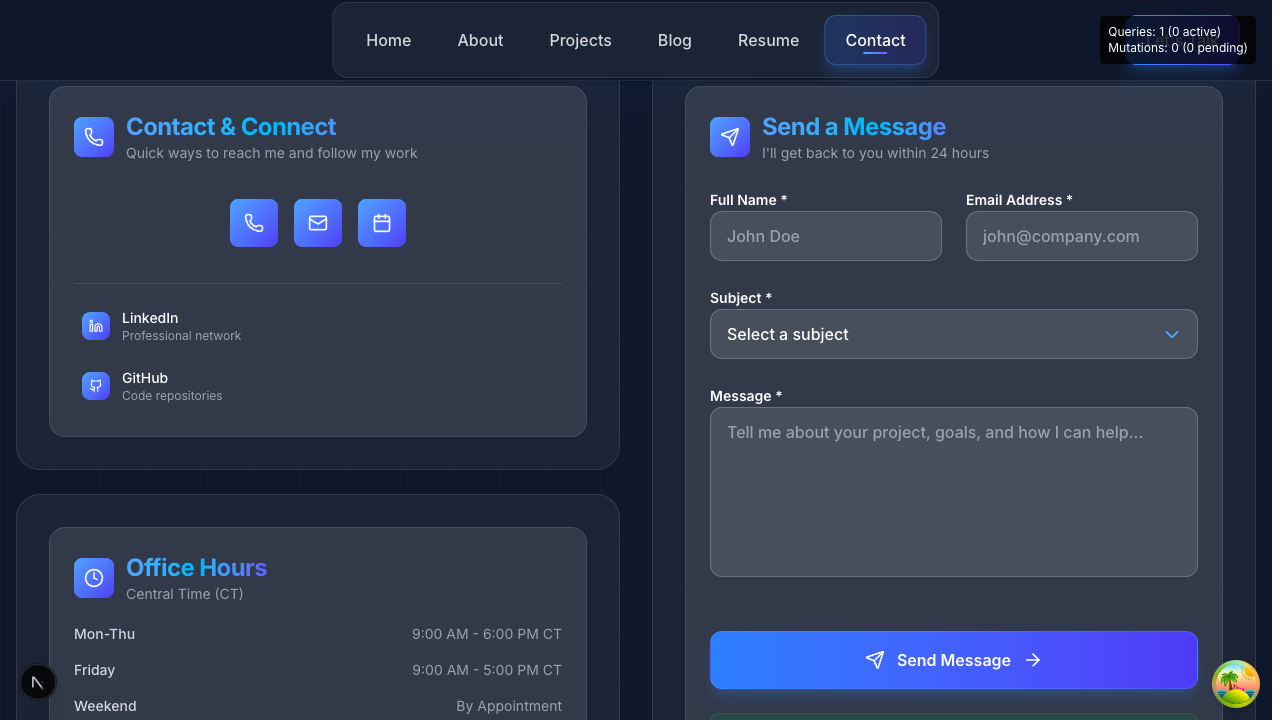 Home
About
Projects
Blog
Resume
Contact
Queries: 1 (0 active)
Mutations: 0 (0 pending)
Contact & Connect
Quick ways to reach me and follow my work
LinkedIn
Professional network
GitHub
Code repositories
Office Hours
Central Time (CT)
Mon-Thu
9:00 AM - 6:00 PM CT
Friday
9:00 AM - 5:00 PM CT
Weekend
By Appointment
Send a Message
I'll get back to you within 24 hours
Full Name *
John Doe
Email Address *
john@company.com
Subject *
Select a subject
Message *
Tell me about your project, goals, and how I can help...
Send Message